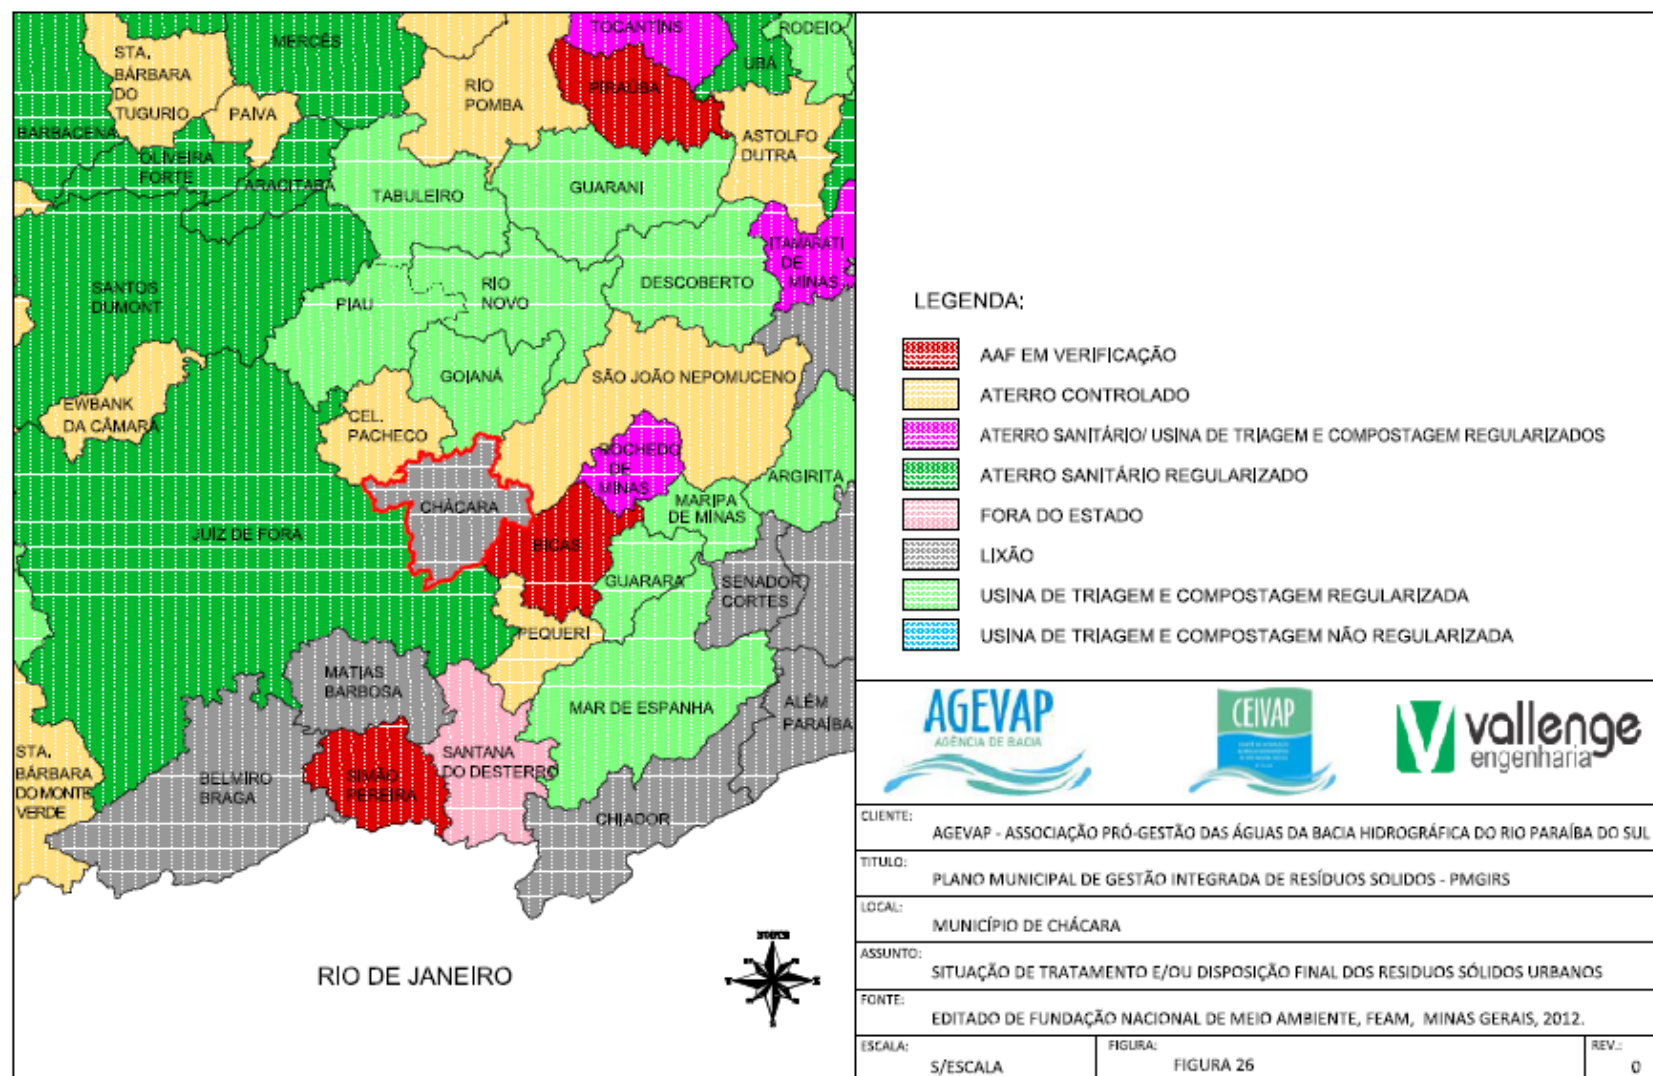 TOCANTINS
RODEIO
MERCÊS
STA.
BÁRBARA
DO
TUGURIO
UBÁ
RIO
POMBA
PIRAÚBA
PAÍVA
BARBACENA
ASTOLFO
DUTRA
OLIVEIRA
FORTE
ARACITABA
TABULEIRO
GUARANI
ITAMARATI
DE
MINAS
SANTOS
DUMONT
PIAU
RIO
NOVO
DESCOBERTO
GOIANÁ
SÃO JOÃO NEPOMUCENO
EWBANK
DA CÂMARA
CEL.
PACHECO
ROCHEDO
DE
MINAS
ARGIRITA
CHÁCARA
MARIPA
DE MINAS
JUÍZ DE FORA
BICAS
GUARARA
SENADOR
CORTES
PEQUERÍ
MATIAS
BARBOSA
MAR DE ESPANHA
ALÉM
PARAÍBA
STA.
BÁRBARA
DO MONTE
VERDE
BELMIRO
BRAGA
SIMÃO
PEREIRA
SANTANA
DO DESTERRO
CHIADOR
RIO DE JANEIRO
LEGENDA:
AAF EM VERIFICAÇÃO
ATERRO CONTROLADO
ATERRO SANITÁRIO/ USINA DE TRIAGEM E COMPOSTAGEM REGULARIZADOS
ATERRO SANITÁRIO REGULARIZADO
FORA DO ESTADO
LIXÃO
USINA DE TRIAGEM E COMPOSTAGEM REGULARIZADA
USINA DE TRIAGEM E COMPOSTAGEM NÃO REGULARIZADA
AGEVAP
AGÊNCIA DE BACIA
CEIVAP
vallenge
engenharia
CLIENTE:
AGEVAP - ASSOCIAÇÃO PRÓ-GESTÃO DAS ÁGUAS DA BACIA HIDROGRÁFICA DO RIO PARAÍBA DO SUL
TITULO:
PLANO MUNICIPAL DE GESTÃO INTEGRADA DE RESÍDUOS SOLIDOS - PMGIRS
LOCAL:
MUNICÍPIO DE CHÁCARA
ASSUNTO:
SITUAÇÃO DE TRATAMENTO E/OU DISPOSIÇÃO FINAL DOS RESIDUOS SÓLIDOS URBANOS
FONTE:
EDITADO DE FUNDAÇÃO NACIONAL DE MEIO AMBIENTE, FEAM, MINAS GERAIS, 2012.
ESCALA:
S/ESCALA
FIGURA:
FIGURA 26
REV.:
0